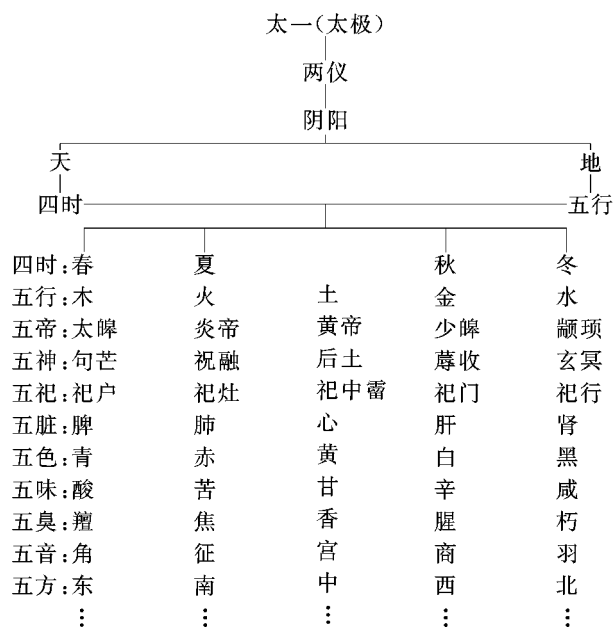 太一(太极)
两仪
阴阳
天 地
四时 五行
四时:春 夏 秋 冬
五行:木 火 土 金 水
五帝:太皞 炎帝 黄帝 少皞 颛顼
五神:句芒 祝融 后土 蓐收 玄冥
五祀:祀户 祀灶 祀中霤 祀门 祀行
五脏:脾 肺 心 肝 肾
五色:青 赤 黄 白 黑
五味:酸 苦 甘 辛 咸
五臭:羶 焦 香 腥 朽
五音:角 征 宫 商 羽
五方:东 南 中 西 北
⋮ ⋮ ⋮ ⋮ ⋮